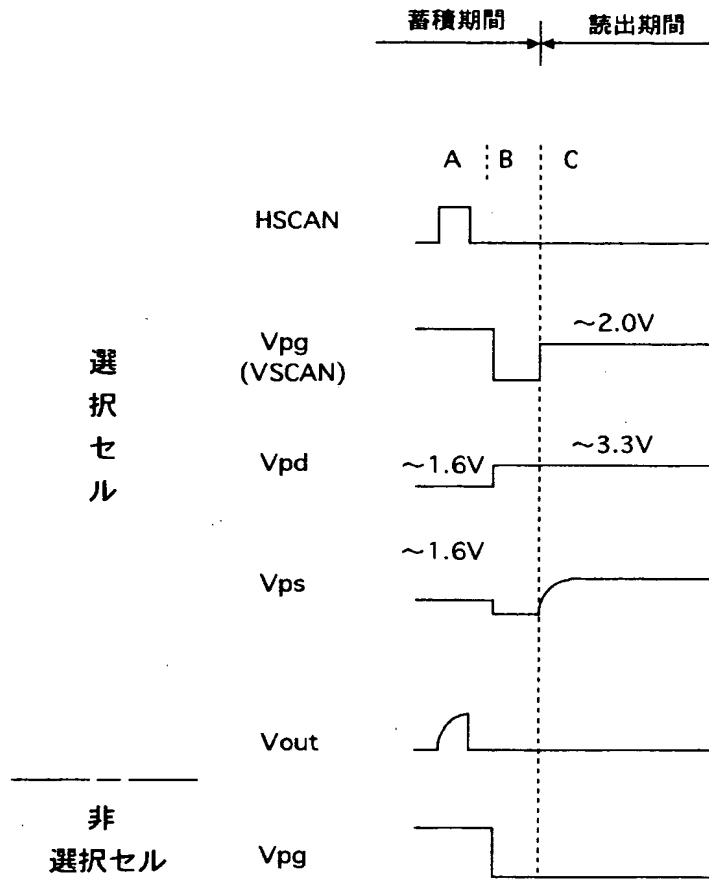 蓄積期間 読出期間
A B C
HSCAN
Vpg
(VSCAN)
~2.0V
選択セル
Vpd
~1.6V
~3.3V
~1.6V
Vps
Vout
非
選択セル
Vpg